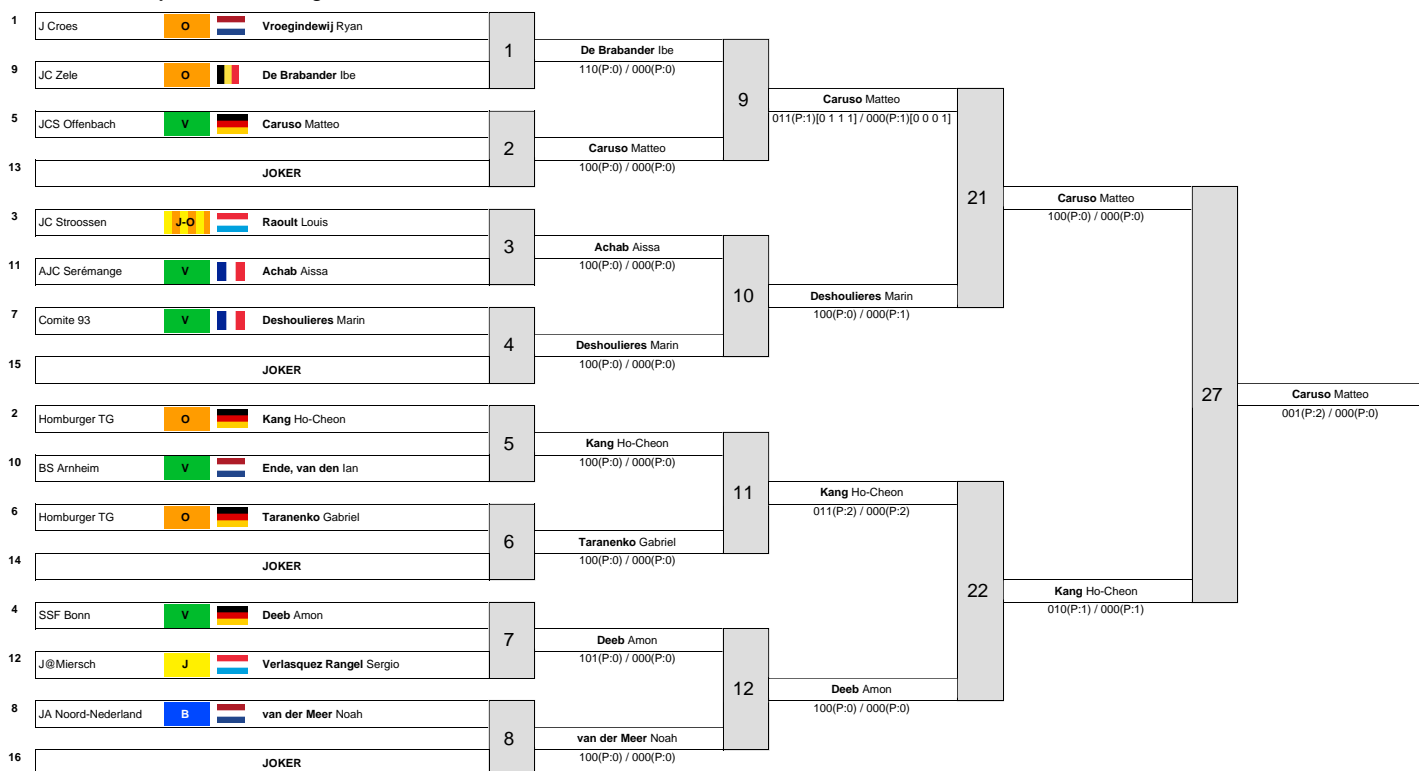 1 J Croes O Vroegindewij Ryan
9 JC Zele O De Brabander Ibe
1
De Brabander Ibe
110(P:0) / 000(P:0)
5 JCS Offenbach V Caruso Matteo
13 JOKER
2
Caruso Matteo
100(P:0) / 000(P:0)
9
Caruso Matteo
011(P:1)[0 1 1 1] / 000(P:1)[0 0 0 1]
3 JC Stroossen J-O Raoult Louis
11 AJC Serémange V Achab Aissa
3
Achab Aissa
100(P:0) / 000(P:0)
7 Comite 93 V Deshoulieres Marin
15 JOKER
4
Deshoulieres Marin
100(P:0) / 000(P:0)
10
Deshoulieres Marin
100(P:0) / 000(P:1)
21
Caruso Matteo
100(P:0) / 000(P:0)
2 Homburger TG O Kang Ho-Cheon
10 BS Arnheim V Ende, van den Ian
5
Kang Ho-Cheon
100(P:0) / 000(P:0)
6 Homburger TG O Taranenko Gabriel
14 JOKER
6
Taranenko Gabriel
100(P:0) / 000(P:0)
11
Kang Ho-Cheon
011(P:2) / 000(P:2)
4 SSF Bonn V Deeb Amon
12 J@Miersch J Verlasquez Rangel Sergio
7
Deeb Amon
101(P:0) / 000(P:0)
8 JA Noord-Nederland B van der Meer Noah
16 JOKER
8
van der Meer Noah
100(P:0) / 000(P:0)
12
Deeb Amon
100(P:0) / 000(P:0)
22
Kang Ho-Cheon
010(P:1) / 000(P:1)
27
Caruso Matteo
001(P:2) / 000(P:0)